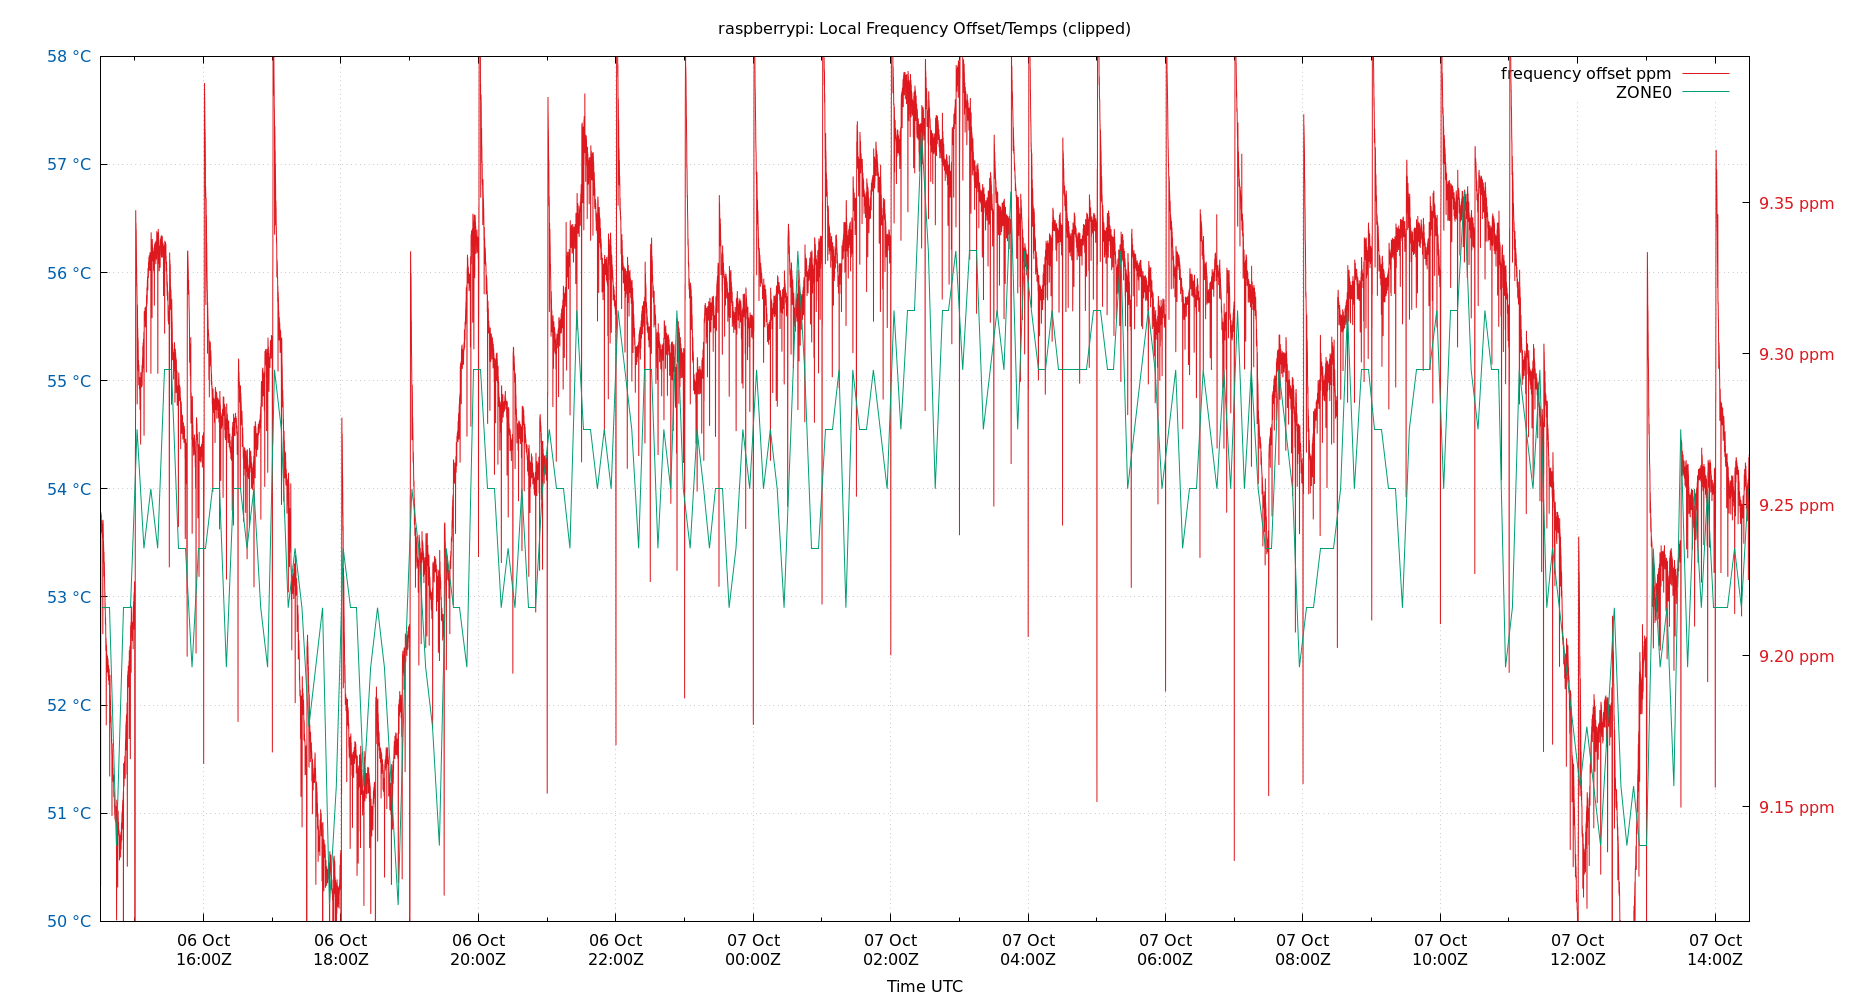 raspberrypi: Local Frequency Offset/Temps (clipped)
frequency offset ppm
ZONE0
58 °C
57 °C
56 °C
55 °C
54 °C
53 °C
52 °C
51 °C
50 °C
9.35 ppm
9.30 ppm
9.25 ppm
9.20 ppm
9.15 ppm
06 Oct 06 Oct 06 Oct 06 Oct 07 Oct 07 Oct 07 Oct 07 Oct 07 Oct 07 Oct 07 Oct 07 Oct
16:00Z 18:00Z 20:00Z 22:00Z 00:00Z 02:00Z 04:00Z 06:00Z 08:00Z 10:00Z 12:00Z 14:00Z
Time UTC